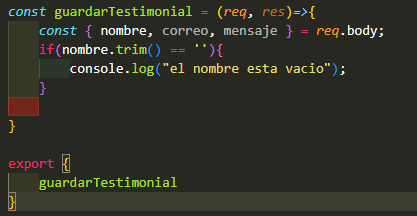 const guardarTestimonial = (req, res)=>{
    const { nombre, correo, mensaje } = req.body;
    if(nombre.trim() == ''){
        console.log("el nombre esta vacio");
    }
}
export {
    guardarTestimonial
}